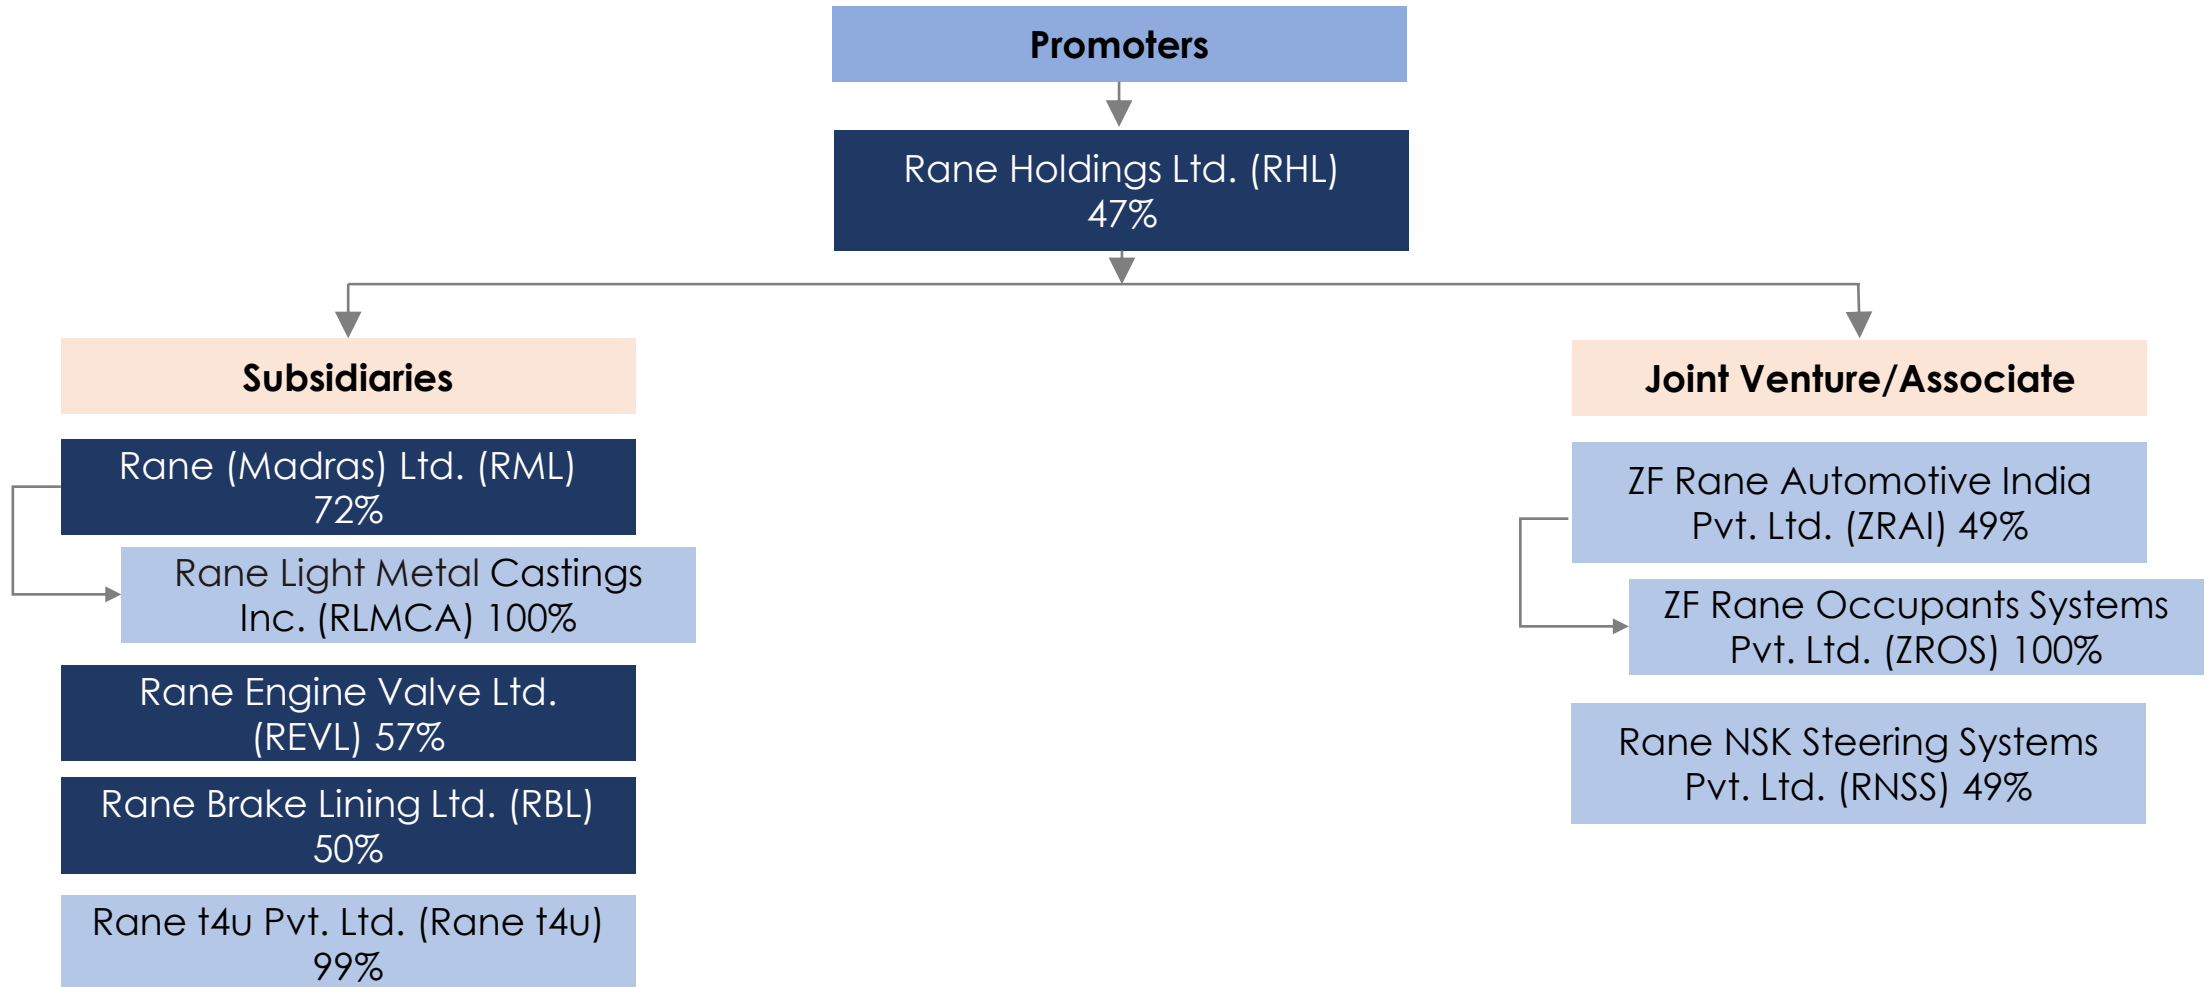 Promoters
Rane Holdings Ltd. (RHL)
47%
Subsidiaries
Rane (Madras) Ltd. (RML)
72%
Rane Light Metal Castings
Inc. (RLMCA) 100%
Rane Engine Valve Ltd.
(REVL) 57%
Rane Brake Lining Ltd. (RBL)
50%
Rane t4u Pvt. Ltd. (Rane t4u)
99%
Joint Venture/Associate
ZF Rane Automotive India
Pvt. Ltd. (ZRAI) 49%
ZF Rane Occupants Systems
Pvt. Ltd. (ZROS) 100%
Rane NSK Steering Systems
Pvt. Ltd. (RNSS) 49%